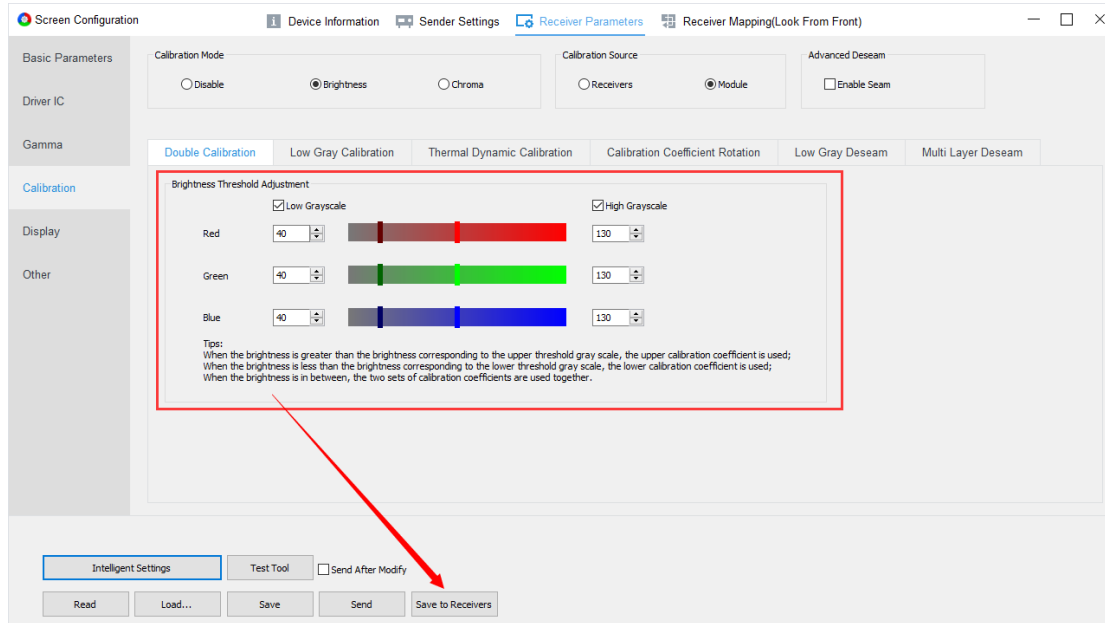 Screen Configuration
Device Information
Sender Settings
Receiver Parameters
Receiver Mapping(Look From Front)
Basic Parameters
Driver IC
Gamma
Calibration
Display
Other
Calibration Mode
Disable
Brightness
Chroma
Calibration Source
Receivers
Module
Advanced Deseam
Enable Seam
Double Calibration
Low Gray Calibration
Thermal Dynamic Calibration
Calibration Coefficient Rotation
Low Gray Deseam
Multi Layer Deseam
Brightness Threshold Adjustment
Low Grayscale
High Grayscale
Red
40
130
Green
40
130
Blue
40
130
Tips:
When the brightness is greater than the brightness corresponding to the upper threshold gray scale, the upper calibration coefficient is used;
When the brightness is less than the brightness corresponding to the lower threshold gray scale, the lower calibration coefficient is used;
When the brightness is in between, the two sets of calibration coefficients are used together.
Intelligent Settings
Test Tool
Send After Modify
Read
Load...
Save
Send
Save to Receivers